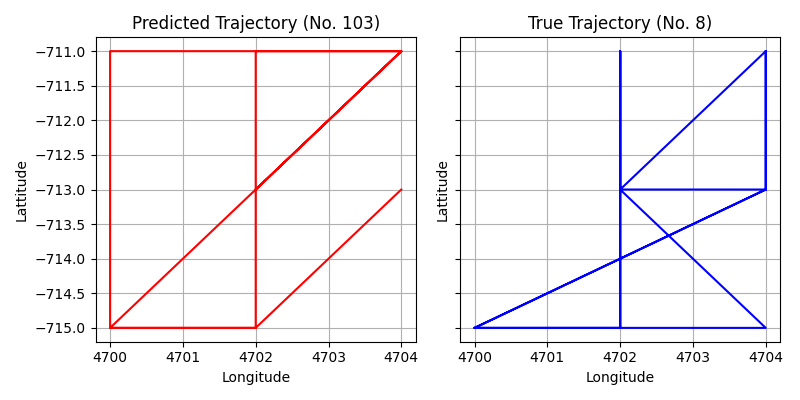 Predicted Trajectory (No. 103)
True Trajectory (No. 8)
Lattitude
−711.0
−711.5
−712.0
−712.5
−713.0
−713.5
−714.0
−714.5
−715.0
4700 4701 4702 4703 4704
Longitude
Lattitude
4700 4701 4702 4703 4704
Longitude